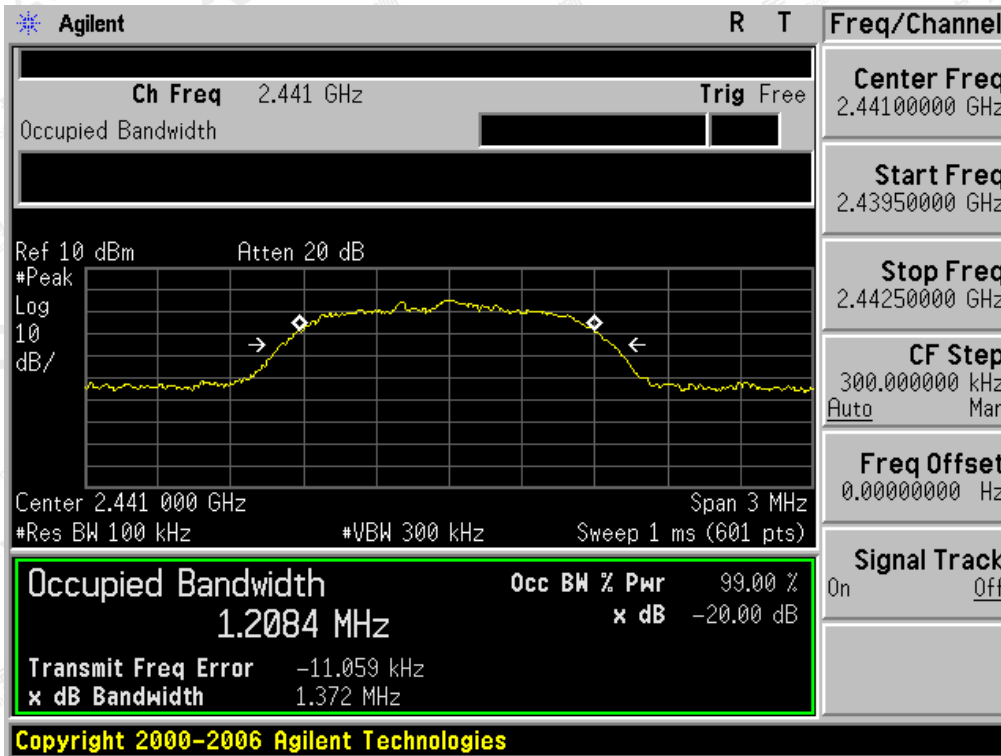 Agilent R T
Ch Freq 2.441 GHz Trig Free
Occupied Bandwidth
Ref 10 dBm Atten 20 dB
#Peak
Log
10
dB/
Center 2.441 000 GHz Span 3 MHz
#Res BW 100 kHz #VBW 300 kHz Sweep 1 ms (601 pts)
Occupied Bandwidth Occ BW % Pwr 99.00 %
1.2084 MHz x dB -20.00 dB
Transmit Freq Error -11.059 kHz
x dB Bandwidth 1.372 MHz
Copyright 2000-2006 Agilent Technologies
Freq/Channel
Center Freq
2.44100000 GHz
Start Freq
2.43950000 GHz
Stop Freq
2.44250000 GHz
CF Step
300.000000 kHz
Auto Man
Freq Offset
0.00000000 Hz
Signal Track
On Off